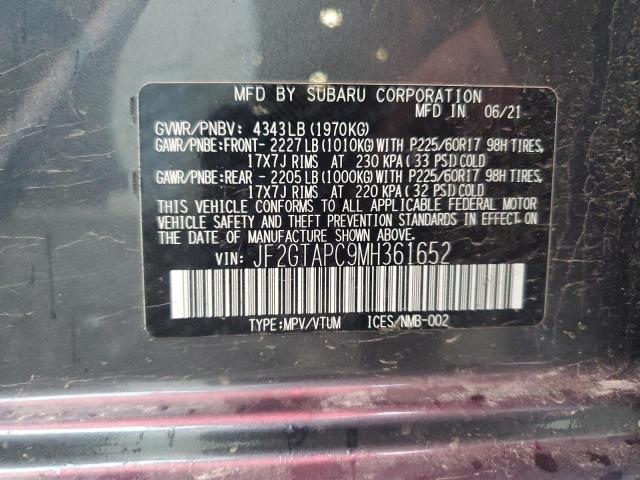 MFD BY SUBARU CORPORATION
MFD IN 06/21
GVWR/PNBV: 4343LB (1970KG)
GAWR/PNBE:FRONT- 2227LB (1010KG) WITH P225/60R17 98H TIRES,
17X7J RIMS AT 230 KPA (33 PSI) COLD
GAWR/PNBE:REAR - 2205LB (1000KG) WITH P225/60R17 98H TIRES,
17X7J RIMS AT 220 KPA (32 PSI) COLD
THIS VEHICLE CONFORMS TO ALL APPLICABLE FEDERAL MOTOR
VEHICLE SAFETY AND THEFT PREVENTION STANDARDS IN EFFECT ON
THE DATE OF MANUFACTURE SHOWN ABOVE.
VIN: JF2GTAPC9MH361652
TYPE:MPV/VTUM ICES/NMB-002